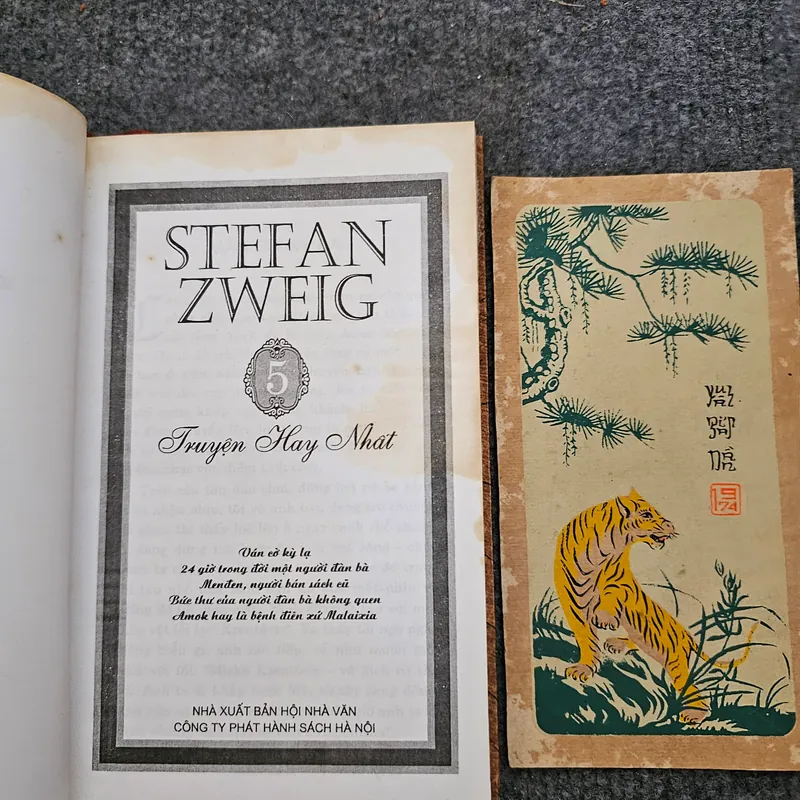 STEFAN
ZWEIG
5
Truyện Hay Nhất
Ván cờ kỳ lạ
24 giờ trong đời một người đàn bà
Menđen, người bán sách cũ
Bức thư của người đàn bà không quen
Amok hay là bệnh điên xứ Malaixia
NHÀ XUẤT BẢN HỘI NHÀ VĂN
CÔNG TY PHÁT HÀNH SÁCH HÀ NỘI
19
74